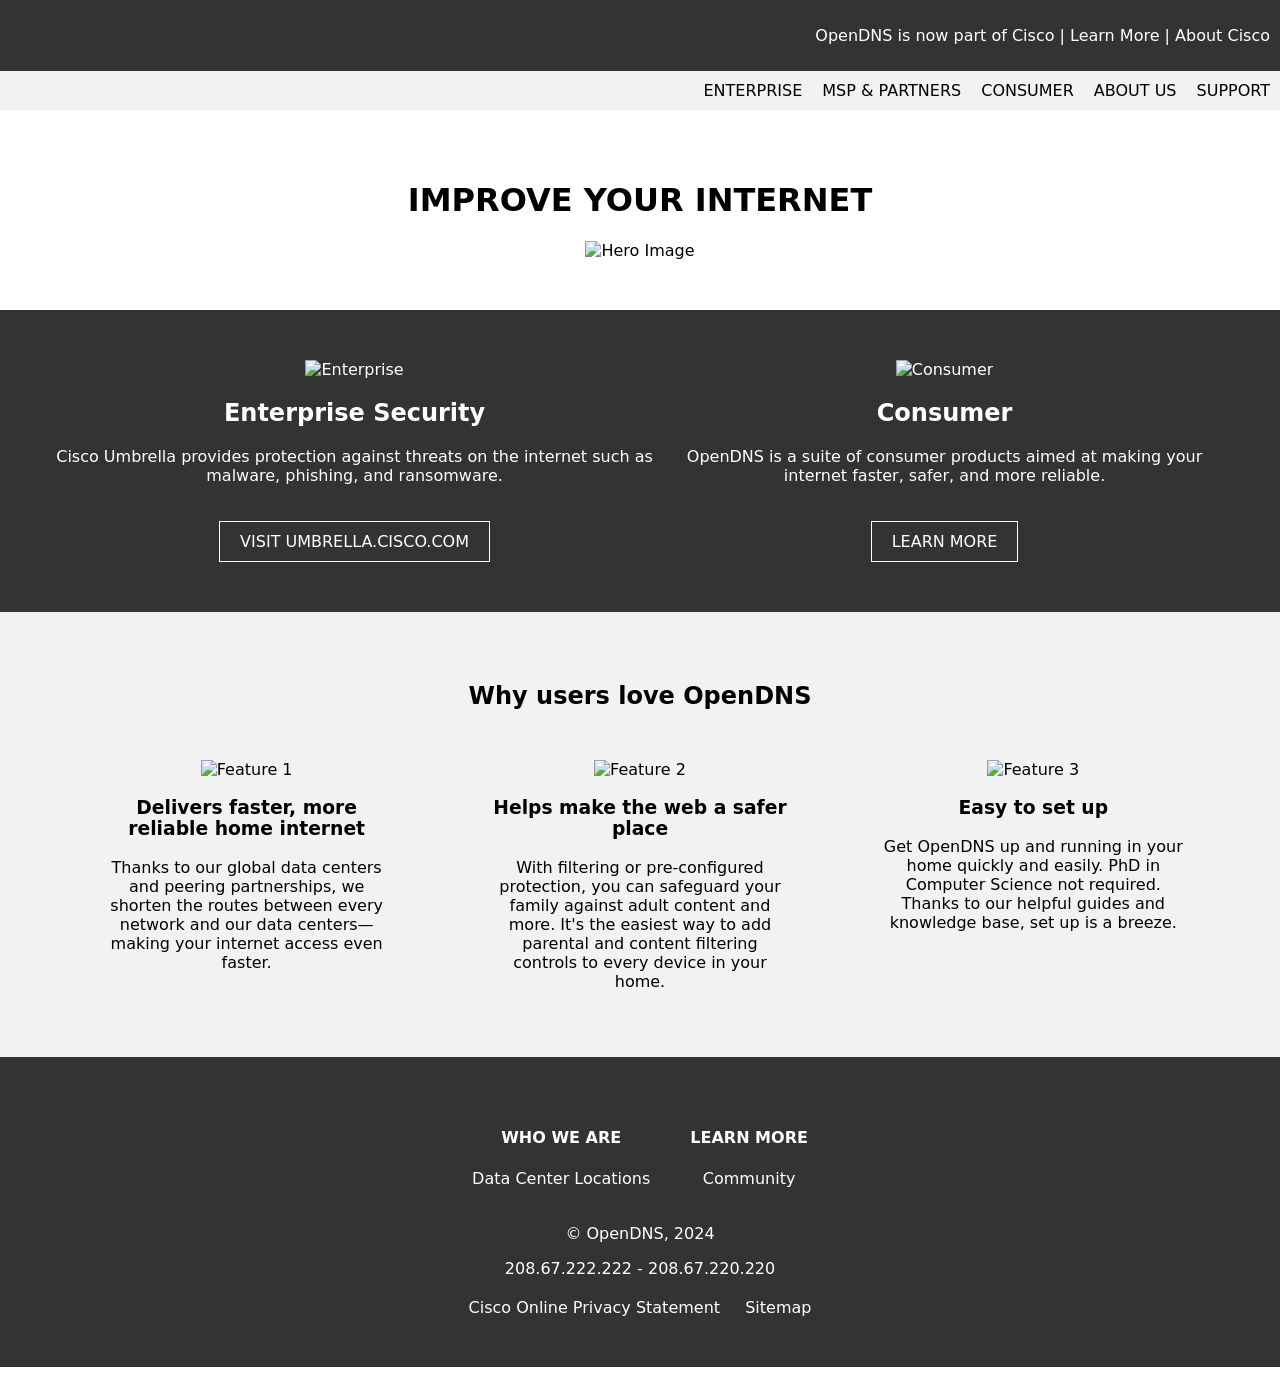 OpenDNS is now part of Cisco | Learn More | About Cisco
ENTERPRISE MSP & PARTNERS CONSUMER ABOUT US SUPPORT
IMPROVE YOUR INTERNET
Hero Image
Enterprise
Enterprise Security
Cisco Umbrella provides protection against threats on the internet such as
malware, phishing, and ransomware.
VISIT UMBRELLA.CISCO.COM
Consumer
Consumer
OpenDNS is a suite of consumer products aimed at making your
internet faster, safer, and more reliable.
LEARN MORE
Why users love OpenDNS
Feature 1
Delivers faster, more
reliable home internet
Thanks to our global data centers
and peering partnerships, we
shorten the routes between every
network and our data centers—
making your internet access even
faster.
Feature 2
Helps make the web a safer
place
With filtering or pre-configured
protection, you can safeguard your
family against adult content and
more. It's the easiest way to add
parental and content filtering
controls to every device in your
home.
Feature 3
Easy to set up
Get OpenDNS up and running in your
home quickly and easily. PhD in
Computer Science not required.
Thanks to our helpful guides and
knowledge base, set up is a breeze.
WHO WE ARE
Data Center Locations
LEARN MORE
Community
© OpenDNS, 2024
208.67.222.222 - 208.67.220.220
Cisco Online Privacy Statement Sitemap